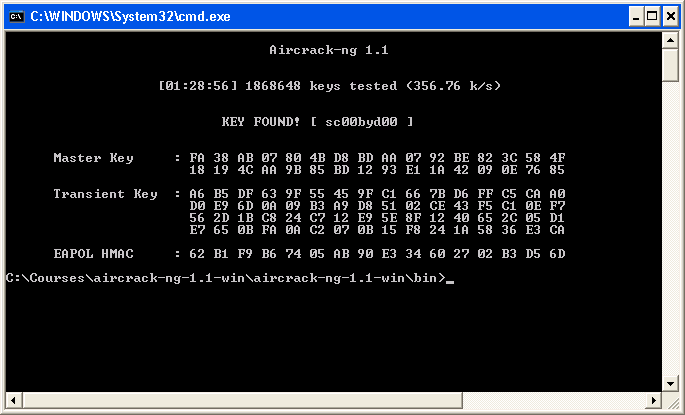 C:\WINDOWS\System32\cmd.exe
Aircrack-ng 1.1
[01:28:56] 1868648 keys tested (356.76 k/s)
KEY FOUND! [ sc00byd00 ]
Master Key : FA 38 AB 07 80 4B D8 BD AA 07 92 BE 82 3C 58 4F
18 19 4C AA 9B 85 BD 12 93 E1 1A 42 09 0E 76 85
Transient Key : A6 B5 DF 63 9F 55 45 9F C1 66 7B D6 FF C5 CA A0
D0 E9 6D 0A 09 B3 A9 D8 51 02 CE 43 F5 C1 0E F7
56 2D 1B C8 24 C7 12 E9 5E 8F 12 40 65 2C 05 D1
E7 65 0B FA 0A C2 07 0B 15 F8 24 1A 58 36 E3 CA
EAPOL HMAC : 62 B1 F9 B6 74 05 AB 90 E3 34 60 27 02 B3 D5 6D
C:\Courses\aircrack-ng-1.1-win\aircrack-ng-1.1-win\bin>_